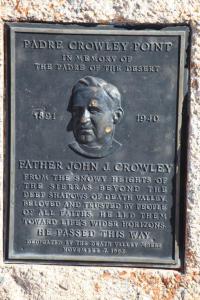 PADRE CROWLEY POINT
IN MEMORY OF
THE PADRE OF THE DESERT
1891 1940
FATHER JOHN J. CROWLEY
FROM THE SNOWY HEIGHTS OF
THE SIERRAS BEYOND THE
DEEP SHADOWS OF DEATH VALLEY,
BELOVED AND TRUSTED BY PEOPLE
OF ALL FAITHS, HE LED THEM
TOWARD LIFE'S WIDER HORIZONS.
HE PASSED THIS WAY.
DEDICATED BY THE DEATH VALLEY '49ERS
NOVEMBER 7,